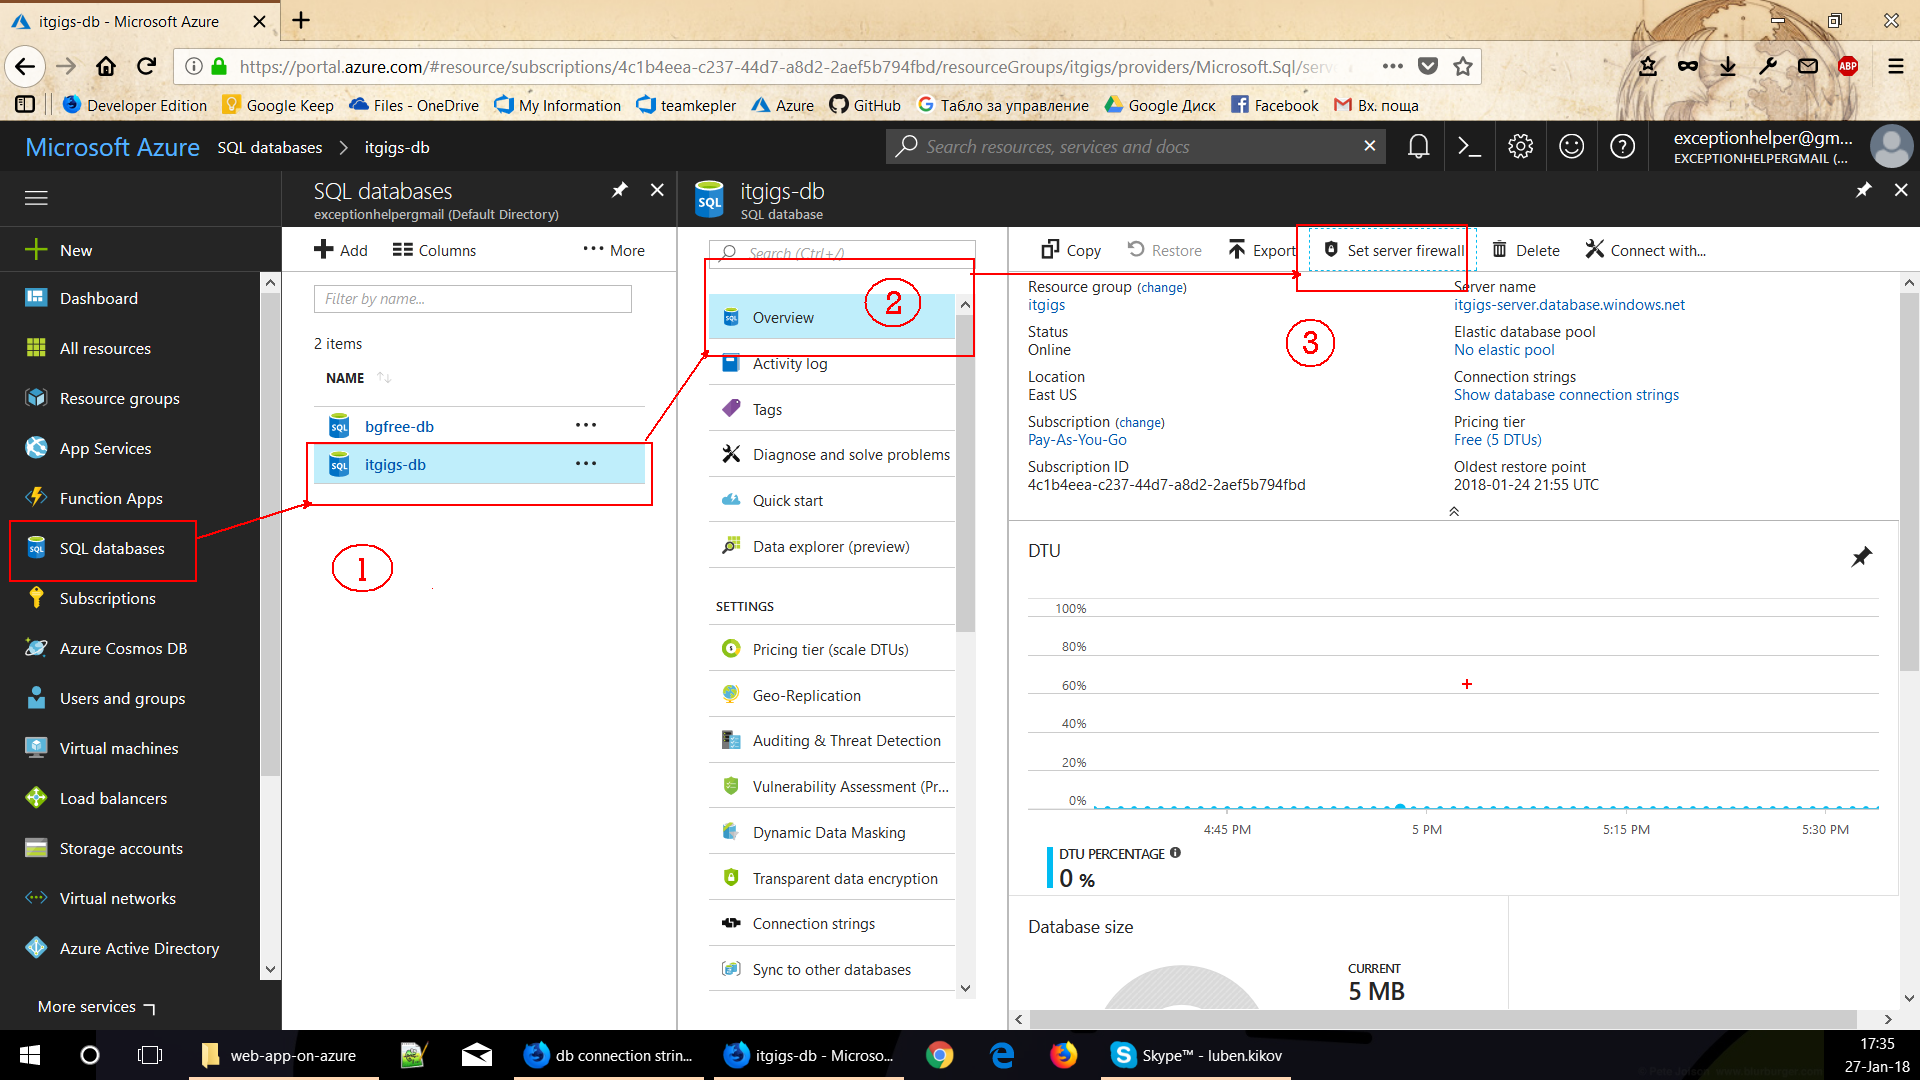 itgigs-db - Microsoft Azure
https://portal.azure.com/#resource/subscriptions/4c1b4eea-c237-44d7-a8d2-2aef5b794fbd/resourceGroups/itgigs/providers/Microsoft.Sql/serve
ABP
Developer Edition
Google Keep
Files - OneDrive
My Information
teamkepler
Azure
GitHub
Табло за управление
Google Диск
Facebook
Вх. поща
Microsoft Azure
SQL databases > itgigs-db
Search resources, services and docs
exceptionhelper@gm...
EXCEPTIONHELPERGMAIL (...
New
Dashboard
All resources
Resource groups
App Services
Function Apps
SQL databases
Subscriptions
Azure Cosmos DB
Users and groups
Virtual machines
Load balancers
Storage accounts
Virtual networks
Azure Active Directory
More services
SQL databases
exceptionhelpergmail (Default Directory)
Add
Columns
More
Filter by name...
2 items
NAME
SQL bgfree-db
SQL itgigs-db
1
SQL
itgigs-db
SQL database
Search (Ctrl+/)
2
Overview
Activity log
Tags
Diagnose and solve problems
Quick start
Data explorer (preview)
SETTINGS
Pricing tier (scale DTUs)
Geo-Replication
Auditing & Threat Detection
Vulnerability Assessment (Pr...
Dynamic Data Masking
Transparent data encryption
Connection strings
Sync to other databases
Copy
Restore
Export
Set server firewall
Delete
Connect with...
3
Resource group (change)
itgigs
Status
Online
Location
East US
Subscription (change)
Pay-As-You-Go
Subscription ID
4c1b4eea-c237-44d7-a8d2-2aef5b794fbd
Server name
itgigs-server.database.windows.net
Elastic database pool
No elastic pool
Connection strings
Show database connection strings
Pricing tier
Free (5 DTUs)
Oldest restore point
2018-01-24 21:55 UTC
DTU
100%
80%
60%
40%
20%
0%
4:45 PM
5 PM
5:15 PM
5:30 PM
DTU PERCENTAGE
0 %
Database size
CURRENT
5 MB
web-app-on-azure
db connection strin...
itgigs-db - Microso...
Skype™ - luben.kikov
17:35
27-Jan-18